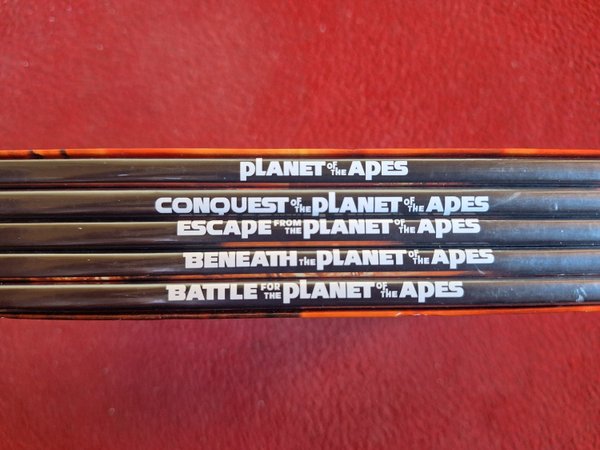 PLANET OF THE APES
CONQUEST OF THE PLANET OF THE APES
ESCAPE FROM THE PLANET OF THE APES
BENEATH THE PLANET OF THE APES
BATTLE FOR THE PLANET OF THE APES